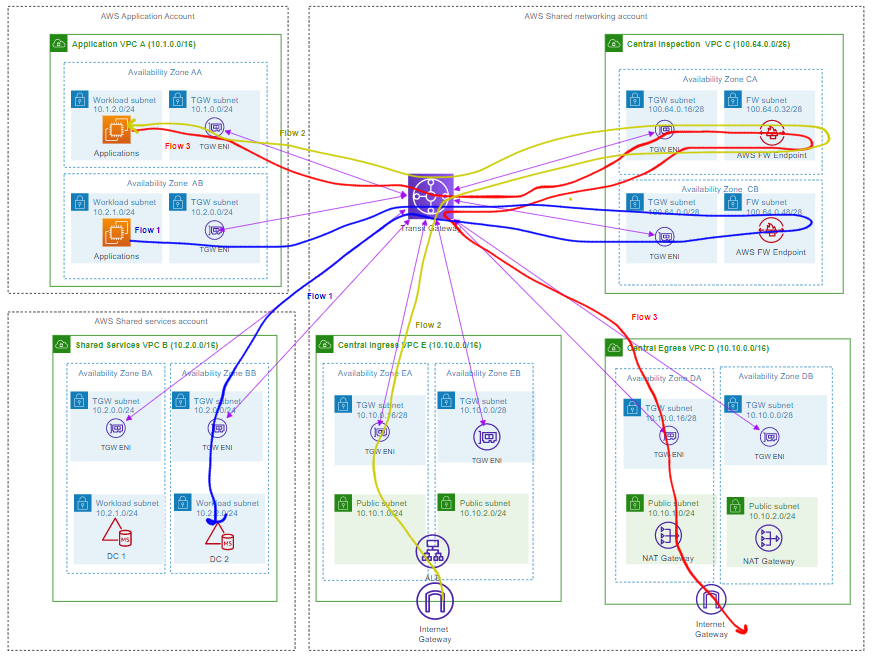 AWS Application Account
Application VPC A (10.1.0.0/16)
Availability Zone AA
Workload subnet
10.1.2.0/24
Applications
TGW subnet
10.1.0.0/24
TGW ENI
Flow 3
Flow 2
Availability Zone AB
Workload subnet
10.2.1.0/24
Applications
TGW subnet
10.2.0.0/24
TGW ENI
Flow 1
AWS Shared networking account
Transit Gateway
Central Inspection VPC C (100.64.0.0/26)
Availability Zone CA
TGW subnet
100.64.0.16/28
TGW ENI
FW subnet
100.64.0.32/28
AWS FW Endpoint
Availability Zone CB
TGW subnet
100.64.0.0/28
TGW ENI
FW subnet
100.64.0.48/28
AWS FW Endpoint
Flow 1
Flow 2
Flow 3
AWS Shared services account
Shared Services VPC B (10.2.0.0/16)
Availability Zone BA
TGW subnet
10.2.0.0/24
TGW ENI
Workload subnet
10.2.1.0/24
DC 1
Availability Zone BB
TGW subnet
10.2.0.0/24
TGW ENI
Workload subnet
10.2.2.0/24
DC 2
Central Ingress VPC E (10.10.0.0/16)
Availability Zone EA
TGW subnet
10.10.0.16/28
TGW ENI
Public subnet
10.10.1.0/24
Availability Zone EB
TGW subnet
10.10.0.0/28
TGW ENI
Public subnet
10.10.2.0/24
ALB
Internet
Gateway
Central Egress VPC D (10.10.0.0/16)
Availability Zone DA
TGW subnet
10.10.0.16/28
TGW ENI
Public subnet
10.10.1.0/24
NAT Gateway
Availability Zone DB
TGW subnet
10.10.0.0/28
TGW ENI
Public subnet
10.10.2.0/24
NAT Gateway
Internet
Gateway